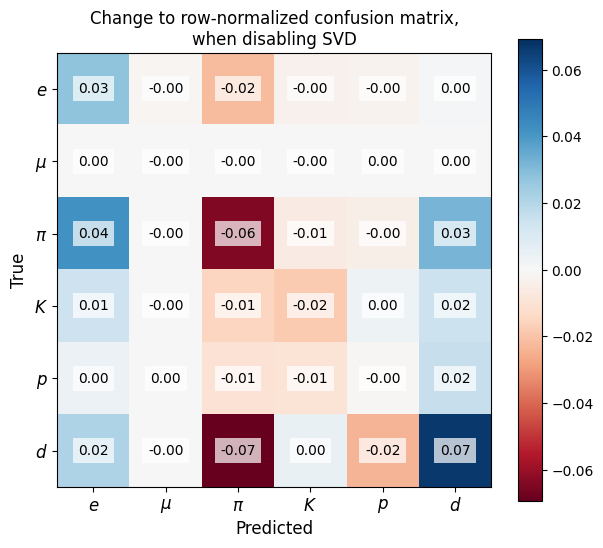 Change to row-normalized confusion matrix,
when disabling SVD
e 0.03 -0.00 -0.02 -0.00 -0.00 0.00
μ 0.00 -0.00 -0.00 -0.00 0.00 0.00
π 0.04 -0.00 -0.06 -0.01 -0.00 0.03
K 0.01 -0.00 -0.01 -0.02 0.00 0.02
p 0.00 0.00 -0.01 -0.01 -0.00 0.02
d 0.02 -0.00 -0.07 0.00 -0.02 0.07
e μ π K p d
Predicted
True
0.06
0.04
0.02
0.00
−0.02
−0.04
−0.06